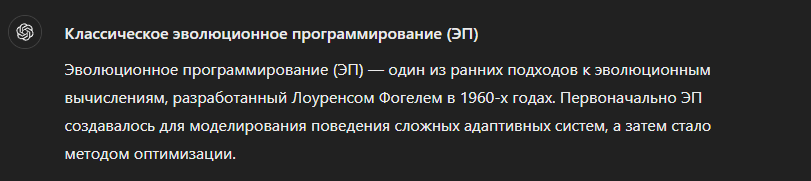 Классическое эволюционное программирование (ЭП)
Эволюционное программирование (ЭП) — один из ранних подходов к эволюционным
вычислениям, разработанный Лоуренсом Фогелем в 1960-х годах. Первоначально ЭП
создавалось для моделирования поведения сложных адаптивных систем, а затем стало
методом оптимизации.